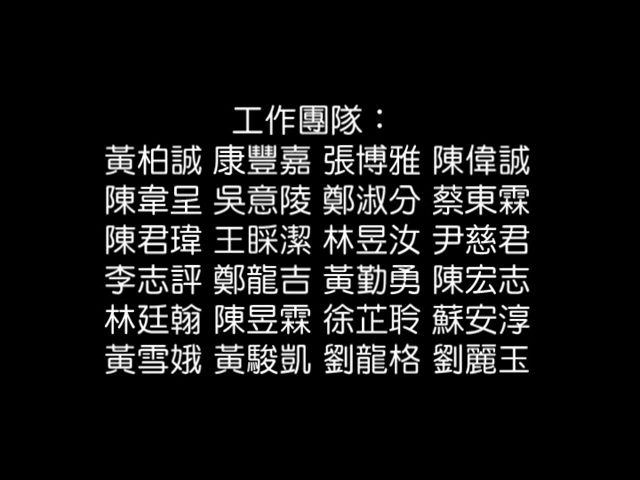 工作團隊：
黃柏誠 康豐嘉 張博雅 陳偉誠
陳韋呈 吳意陵 鄭淑分 蔡東霖
陳君瑋 王睬潔 林昱汝 尹慈君
李志評 鄭龍吉 黃勤勇 陳宏志
林廷翰 陳昱霖 徐芷聆 蘇安淳
黃雪娥 黃駿凱 劉龍格 劉麗玉